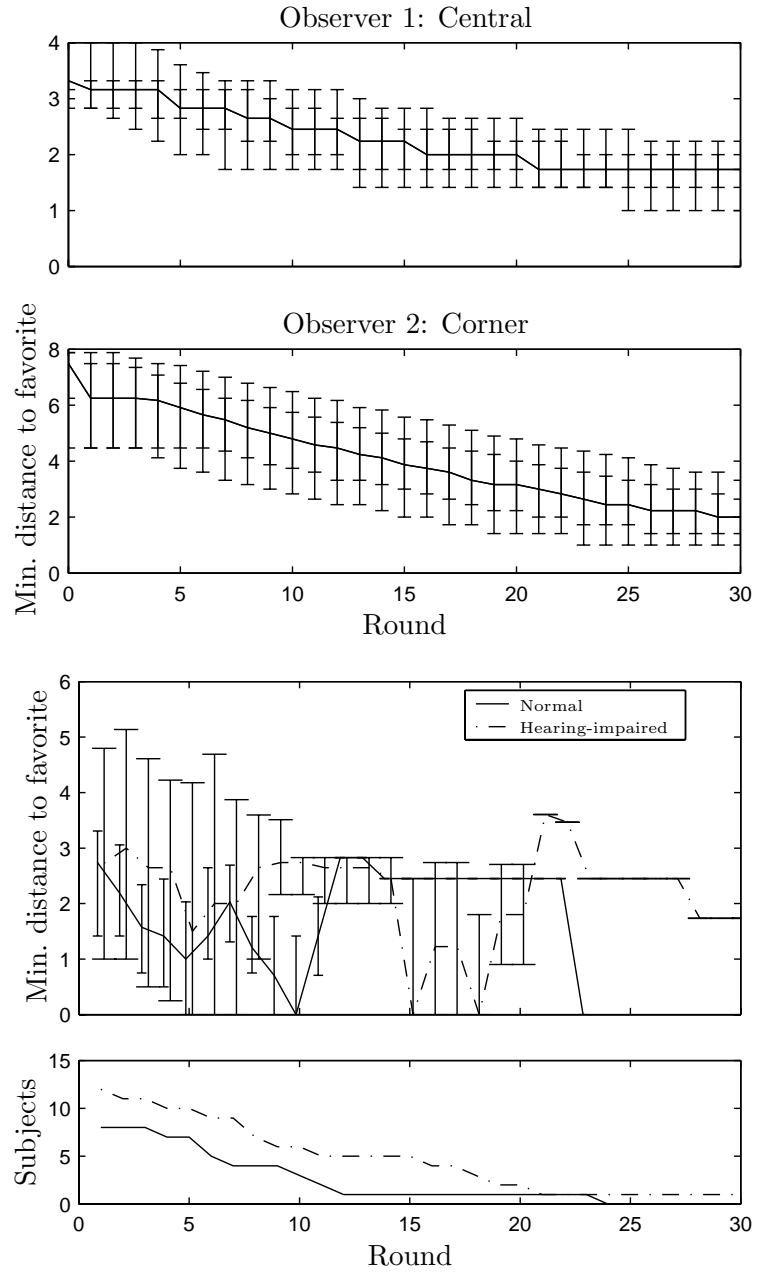 Observer 1: Central
4
3
2
1
0
Observer 2: Corner
Min. distance to favorite
8
6
4
2
0
0 5 10 15 20 25 30
Round
Min. distance to favorite
6
5
4
3
2
1
0
Normal
Hearing-impaired
Subjects
15
10
5
0
0 5 10 15 20 25 30
Round